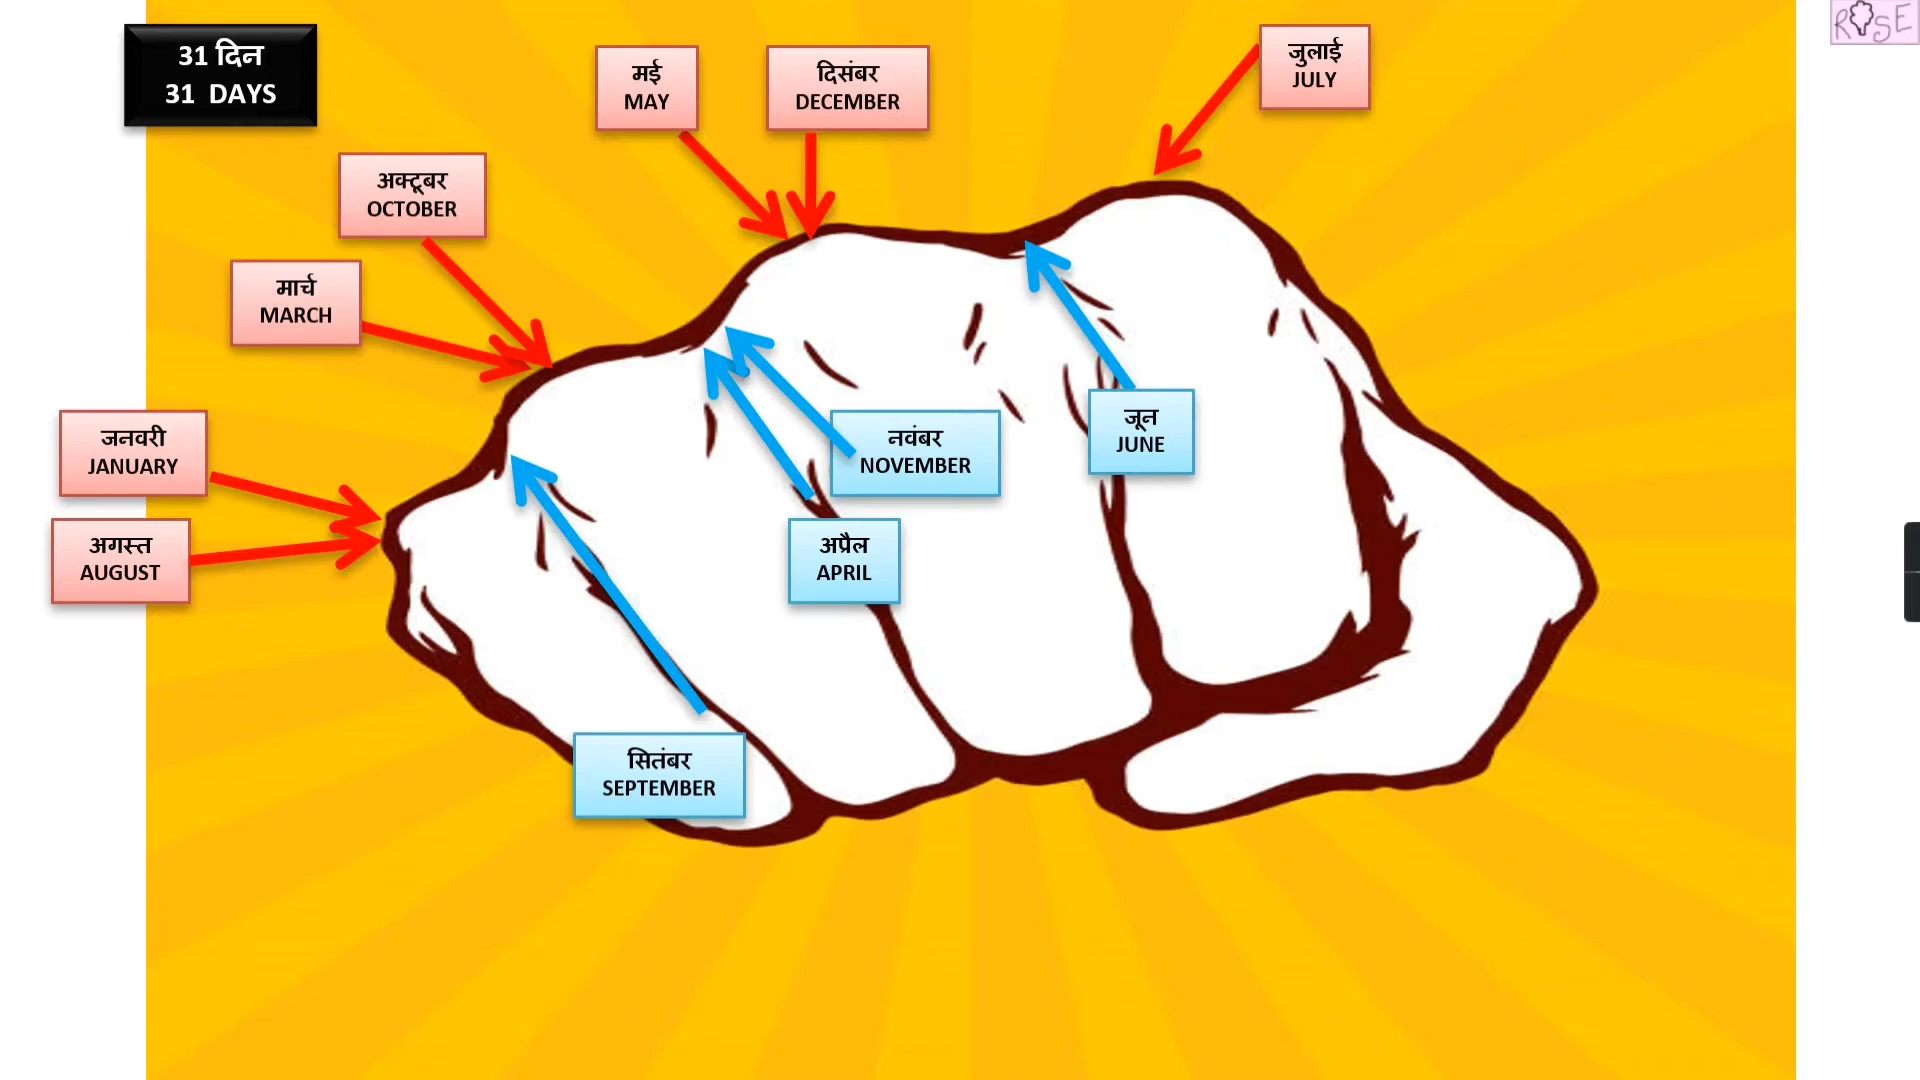 31 दिन
31 DAYS
मई
MAY
दिसंबर
DECEMBER
जुलाई
JULY
ROSE
अक्टूबर
OCTOBER
मार्च
MARCH
जनवरी
JANUARY
अगस्त
AUGUST
नवंबर
NOVEMBER
जून
JUNE
अप्रैल
APRIL
सितंबर
SEPTEMBER